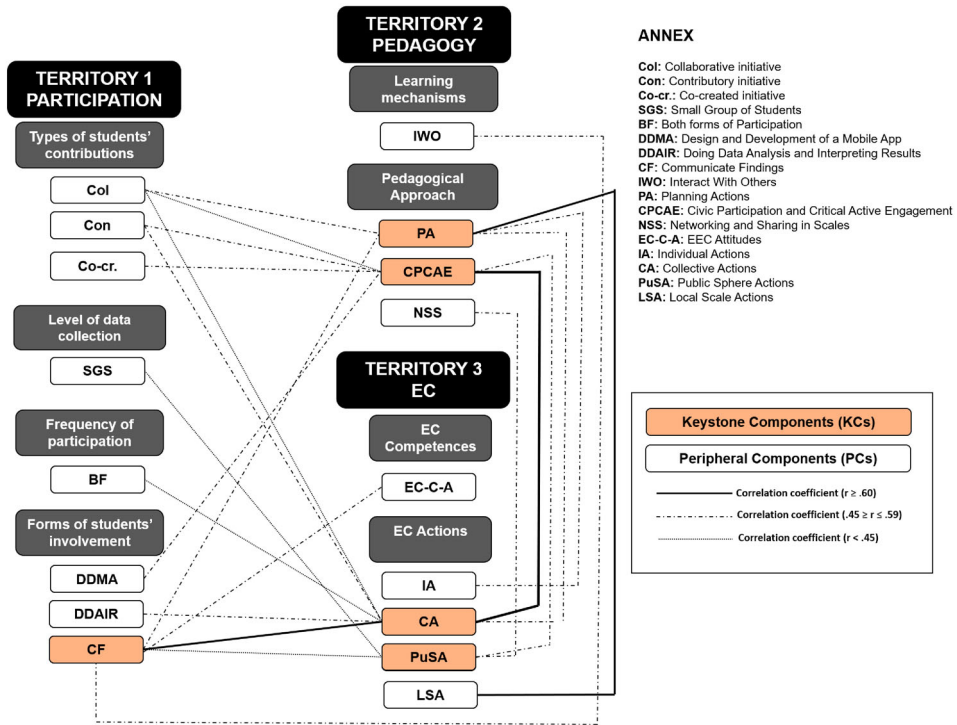 TERRITORY 1
PARTICIPATION
Types of students'
contributions
Col
Con
Co-cr.
Level of data
collection
SGS
Frequency of
participation
BF
Forms of students'
involvement
DDMA
DDAIR
CF
TERRITORY 2
PEDAGOGY
Learning
mechanisms
IWO
Pedagogical
Approach
PA
CPCAE
NSS
TERRITORY 3
EC
EC
Competences
EC-C-A
EC Actions
IA
CA
PuSA
LSA
ANNEX
Col: Collaborative initiative
Con: Contributory initiative
Co-cr.: Co-created initiative
SGS: Small Group of Students
BF: Both forms of Participation
DDMA: Design and Development of a Mobile App
DDAIR: Doing Data Analysis and Interpreting Results
CF: Communicate Findings
IWO: Interact With Others
PA: Planning Actions
CPCAE: Civic Participation and Critical Active Engagement
NSS: Networking and Sharing in Scales
EC-C-A: EEC Attitudes
IA: Individual Actions
CA: Collective Actions
PuSA: Public Sphere Actions
LSA: Local Scale Actions
Keystone Components (KCs)
Peripheral Components (PCs)
Correlation coefficient (r ≥ .60)
Correlation coefficient (.45 ≥ r ≤ .59)
Correlation coefficient (r < .45)